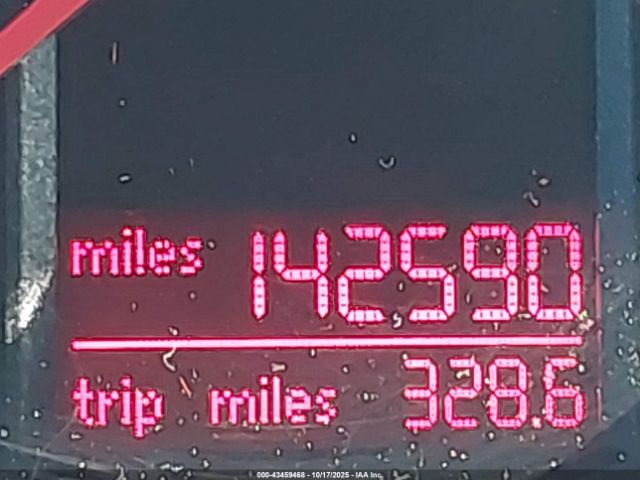 miles 142590
trip miles 328.6
000-43459468 - 10/17/2025 - IAA Inc.